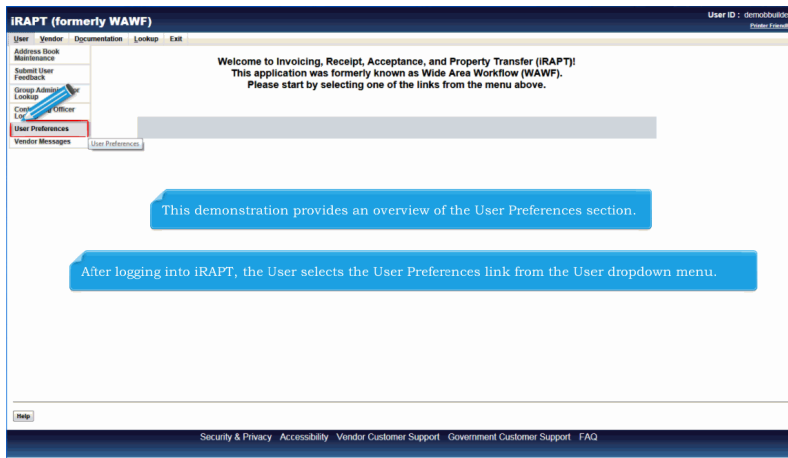 iRAPT (formerly WAWF)
User ID : demobbuilde
Printer Friend
User Vendor Documentation Lookup Exit
Address Book
Maintenance
Submit User
Feedback
Group
Lookup
Officer
User Preferences
Vendor Messages
User Preferences
Welcome to Invoicing, Receipt, Acceptance, and Property Transfer (iRAPT)!
This application was formerly known as Wide Area Workflow (WAWF).
Please start by selecting one of the links from the menu above.
This demonstration provides an overview of the User Preferences section.
After logging into iRAPT, the User selects the User Preferences link from the User dropdown menu.
Help
Security & Privacy Accessibility Vendor Customer Support Government Customer Support FAQ